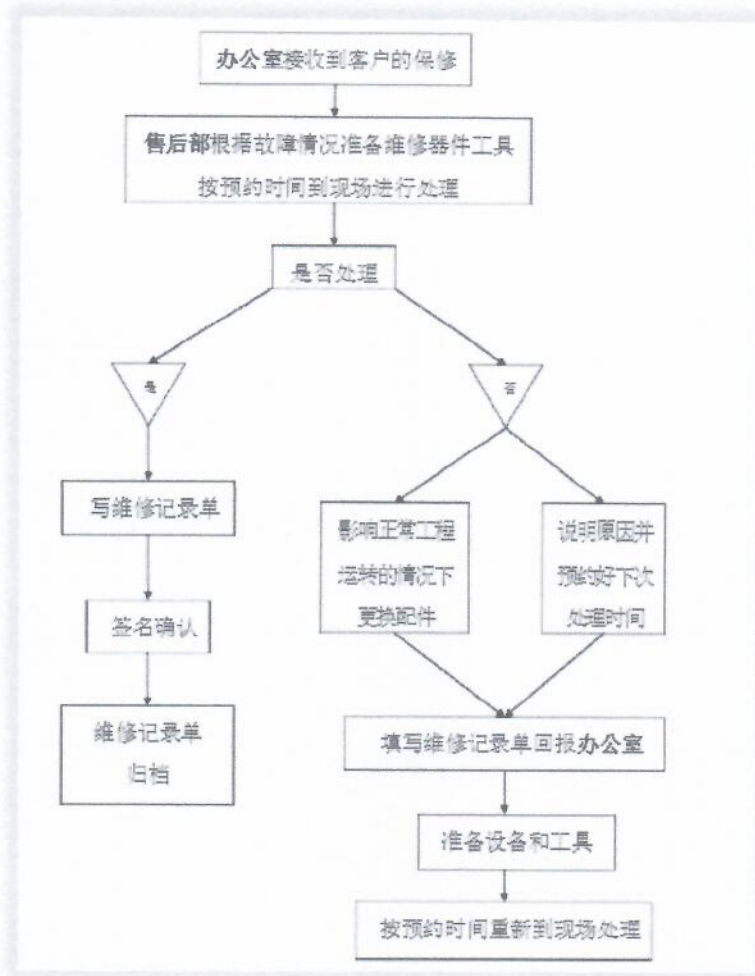 办公室接收到客户的保修
售后部根据故障情况准备维修器件工具
按预约时间到现场进行处理
是否处理
是
否
写维修记录单
影响正常工程
运转的情况下
更换配件
说明原因并
预约好下次
处理时间
签名确认
维修记录单
归档
填写维修记录单回报办公室
准备设备和工具
按预约时间重新到现场处理